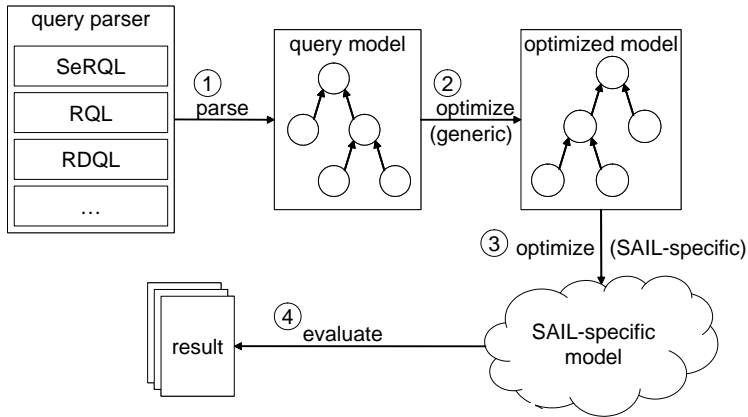 query parser
SeRQL
RQL
RDQL
…
1
parse
query model
2
optimize
(generic)
optimized model
3
optimize (SAIL-specific)
SAIL-specific
model
4
evaluate
result